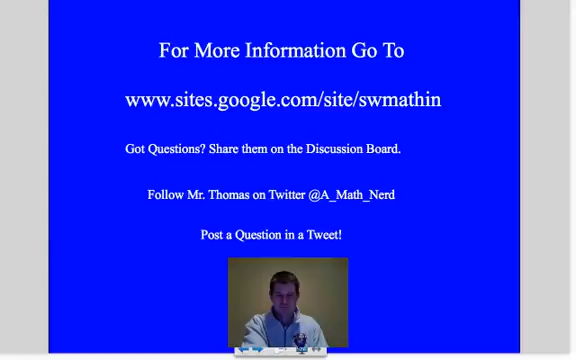 For More Information Go To
www.sites.google.com/site/swmathin
Got Questions? Share them on the Discussion Board.
Follow Mr. Thomas on Twitter @A_Math_Nerd
Post a Question in a Tweet!